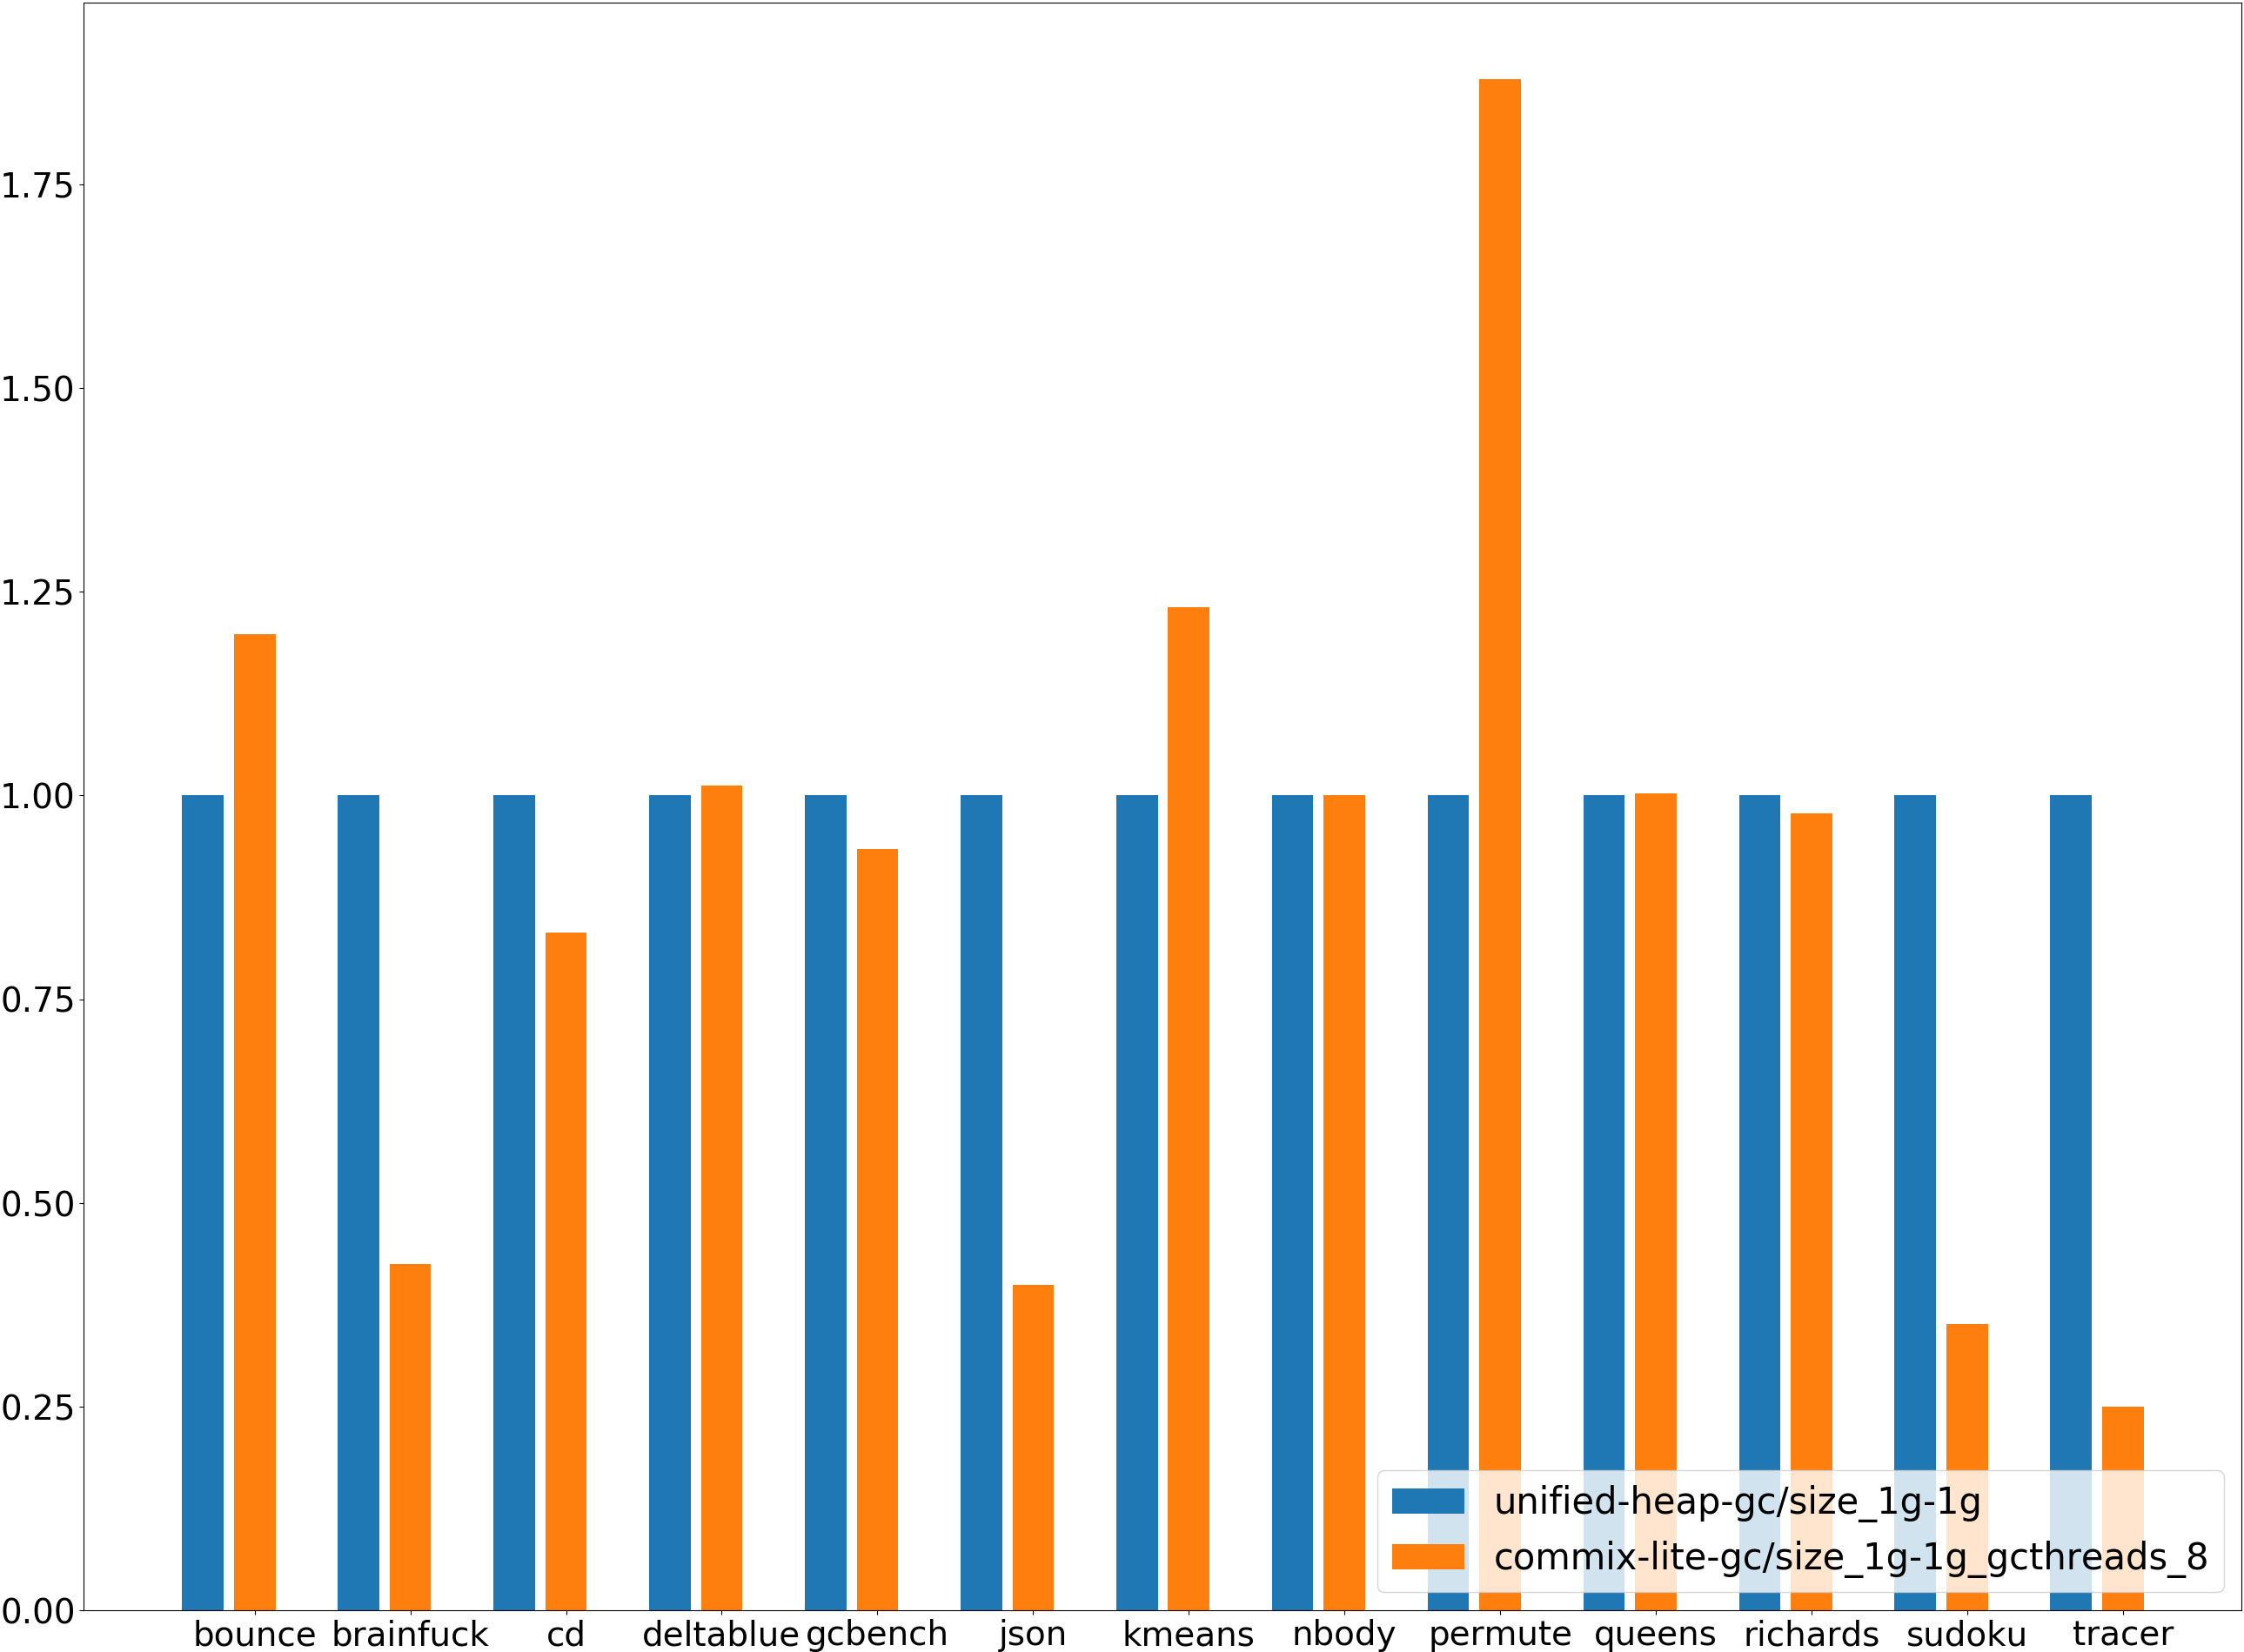 1.75
1.50
1.25
1.00
0.75
0.50
0.25
0.00
bounce brainfuck cd deltablue gcbench json kmeans nbody permute queens richards sudoku tracer
unified-heap-gc/size_1g-1g
commix-lite-gc/size_1g-1g_gcthreads_8